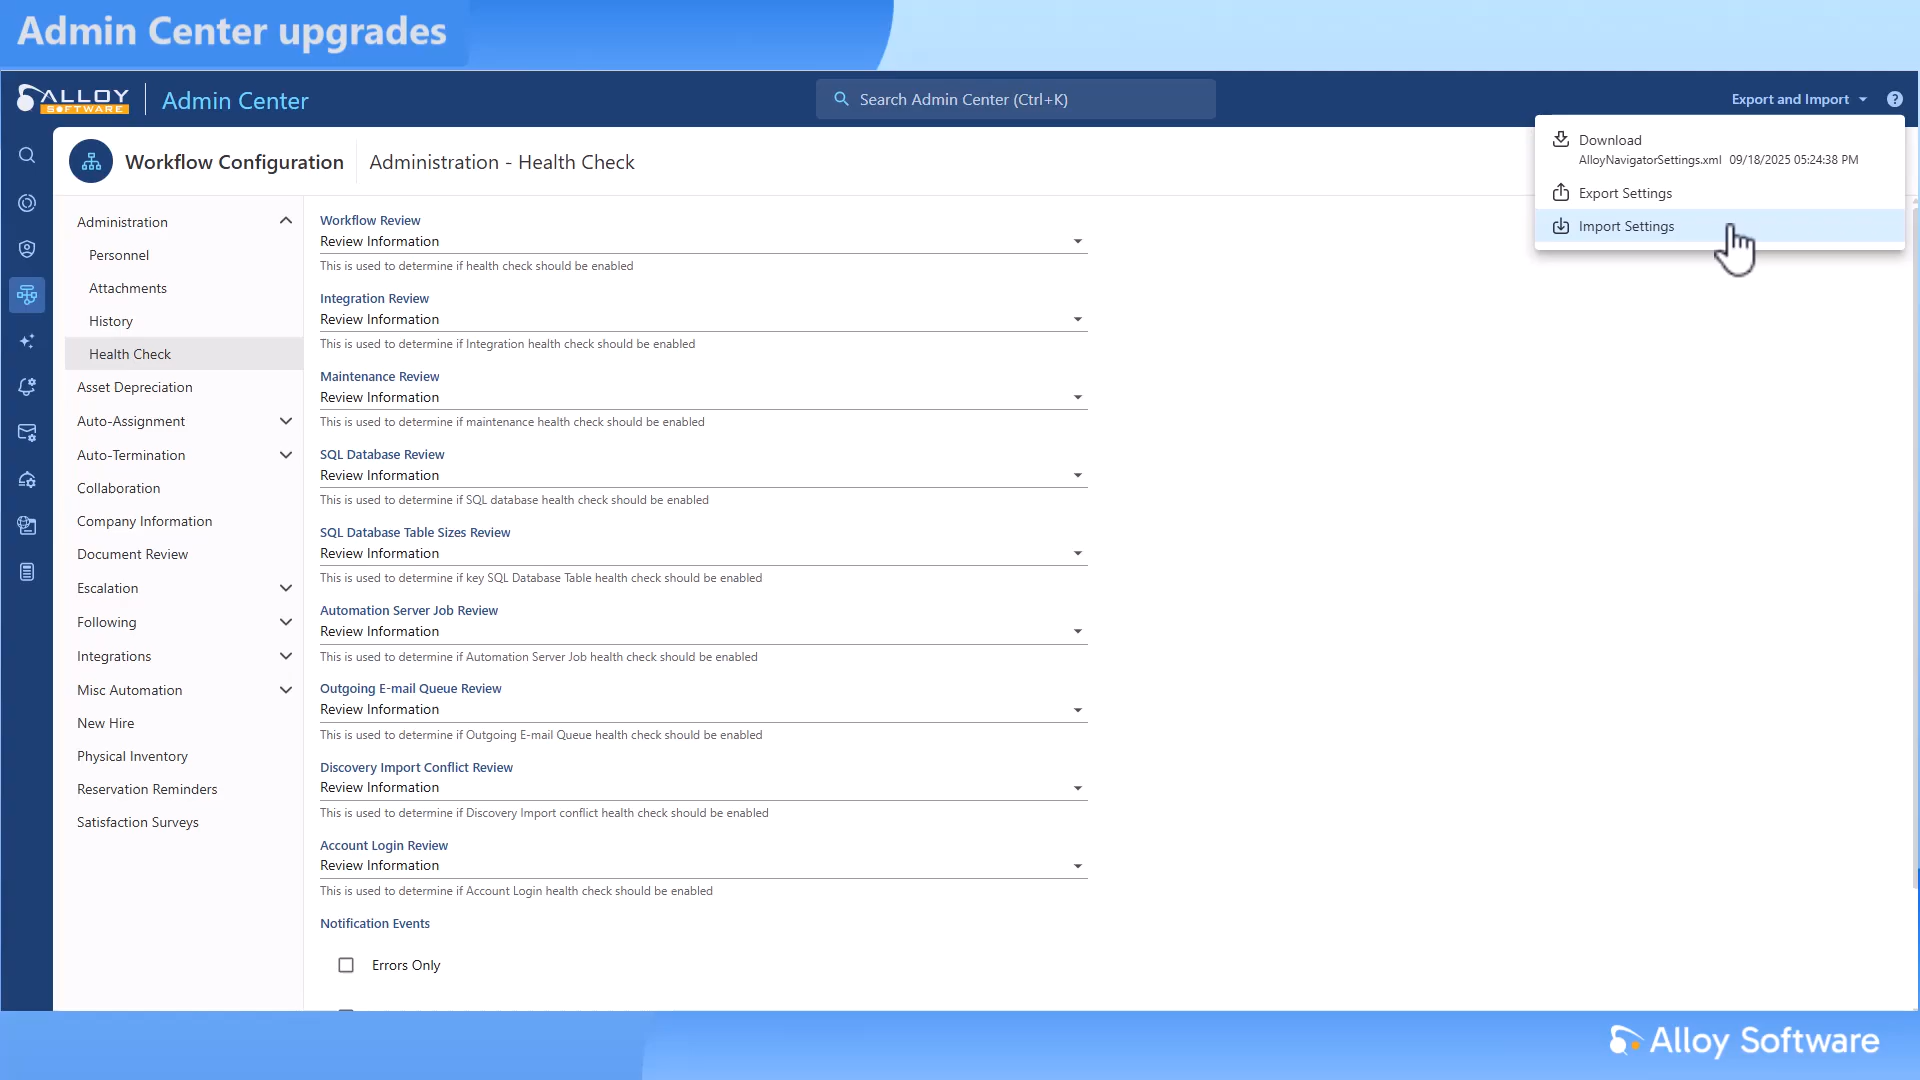 Admin Center upgrades
ALLOY
SOFTWARE
Admin Center
Search Admin Center (Ctrl+K)
Export and Import
?
Download
AlloyNavigatorSettings.xml 09/18/2025 05:24:38 PM
Export Settings
Import Settings
Workflow Configuration
Administration - Health Check
Administration
Personnel
Attachments
History
Health Check
Asset Depreciation
Auto-Assignment
Auto-Termination
Collaboration
Company Information
Document Review
Escalation
Following
Integrations
Misc Automation
New Hire
Physical Inventory
Reservation Reminders
Satisfaction Surveys
Workflow Review
Review Information
This is used to determine if health check should be enabled
Integration Review
Review Information
This is used to determine if Integration health check should be enabled
Maintenance Review
Review Information
This is used to determine if maintenance health check should be enabled
SQL Database Review
Review Information
This is used to determine if SQL database health check should be enabled
SQL Database Table Sizes Review
Review Information
This is used to determine if key SQL Database Table health check should be enabled
Automation Server Job Review
Review Information
This is used to determine if Automation Server Job health check should be enabled
Outgoing E-mail Queue Review
Review Information
This is used to determine if Outgoing E-mail Queue health check should be enabled
Discovery Import Conflict Review
Review Information
This is used to determine if Discovery Import conflict health check should be enabled
Account Login Review
Review Information
This is used to determine if Account Login health check should be enabled
Notification Events
Errors Only
Alloy Software